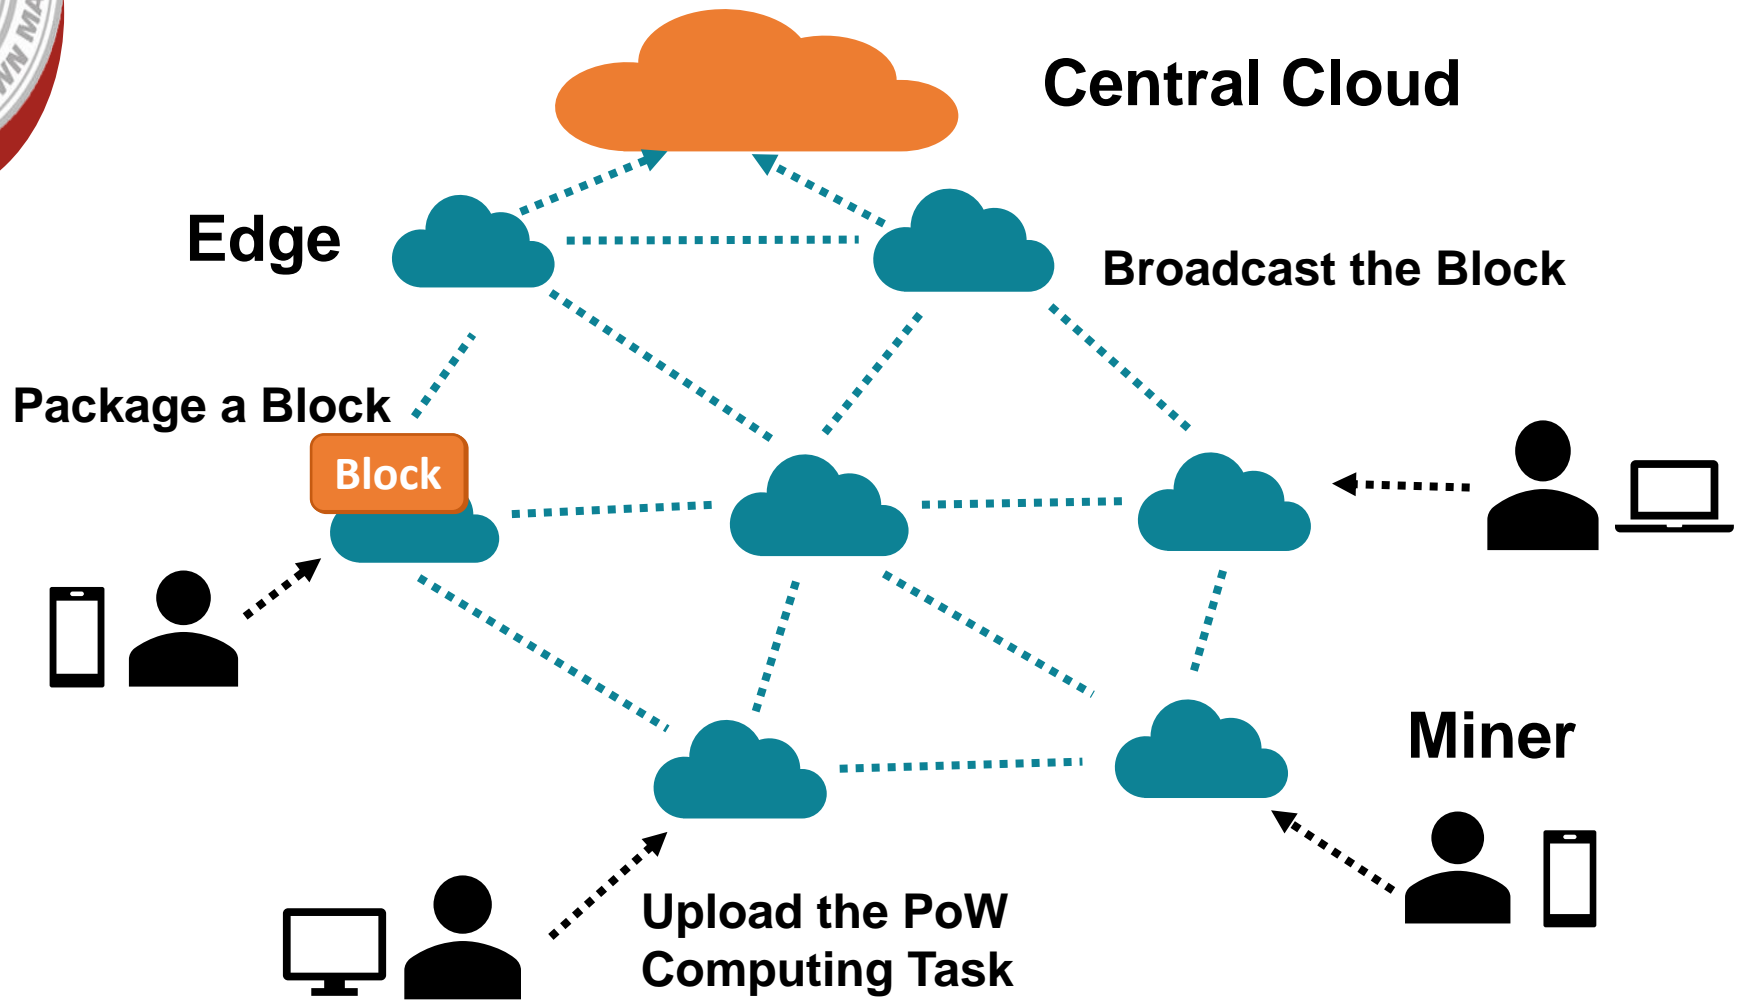 Central Cloud
Edge
Broadcast the Block
Package a Block
Block
Miner
Upload the PoW
Computing Task